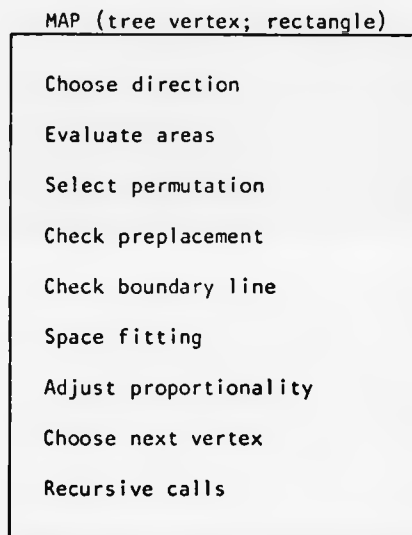 MAP (tree vertex; rectangle)
Choose direction
Evaluate areas
Select permutation
Check preplacement
Check boundary line
Space fitting
Adjust proportionality
Choose next vertex
Recursive calls